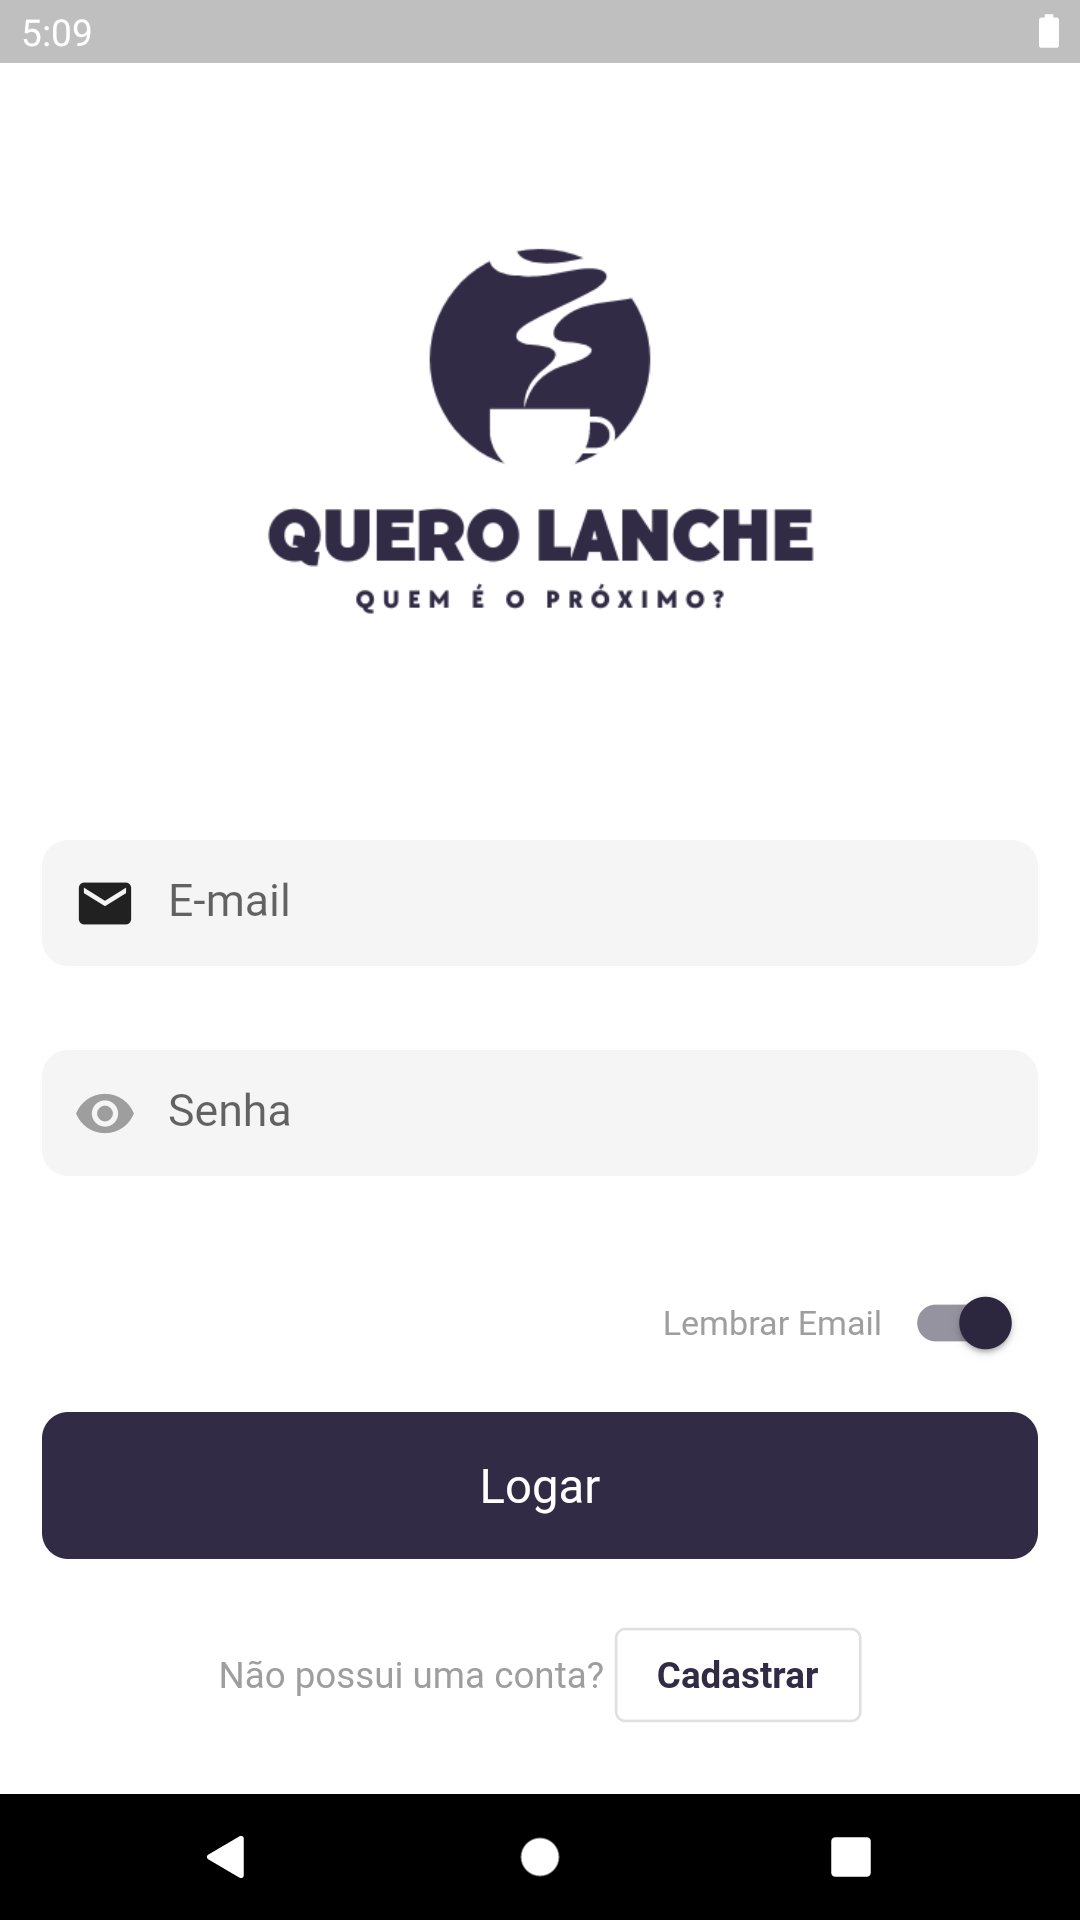 5:09
QUERO LANCHE
QUEM É O PRÓXIMO?
E-mail
Senha
Lembrar Email
Logar
Não possui uma conta? Cadastrar